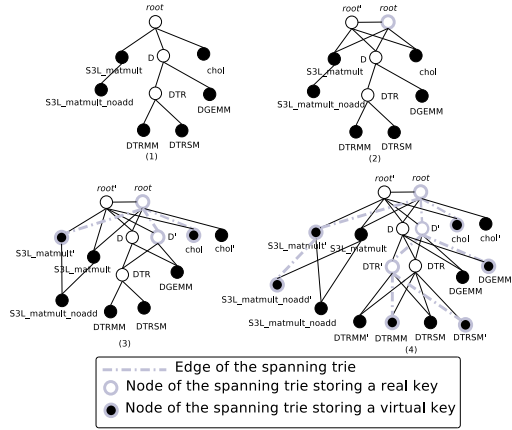 root
S3L_matmult
D
chol
S3L_matmult_noadd
DTR
DGEMM
DTRMM
DTRSM
(1)
root'
root
S3L_matmult
D
chol
S3L_matmult_noadd
DTR
DGEMM
DTRMM
DTRSM
(2)
root'
root
S3L_matmult'
D
D'
chol
chol'
S3L_matmult
DTR
DGEMM
S3L_matmult_noadd
DTRMM
DTRSM
(3)
root'
root
S3L_matmult'
S3L_matmult
D
D'
chol
chol'
DTR'
DTR
DGEMM'
DGEMM
S3L_matmult_noadd'
S3L_matmult_noadd
DTRMM'
DTRMM
DTRSM
DTRSM'
(4)
Edge of the spanning trie
Node of the spanning trie storing a real key
Node of the spanning trie storing a virtual key